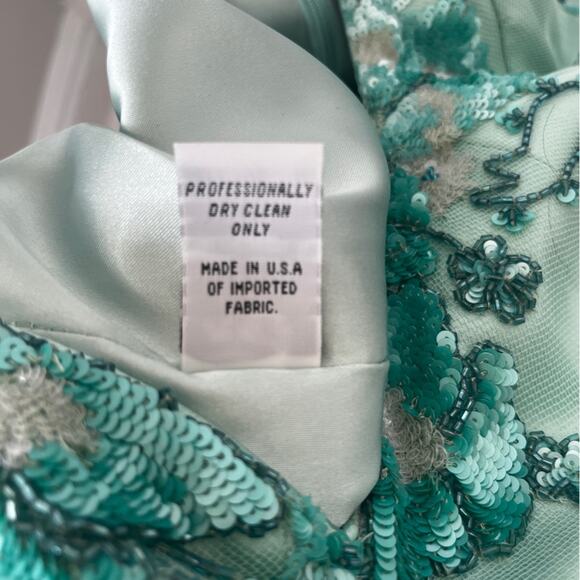 PROFESSIONALLY
DRY CLEAN
ONLY
MADE IN U.S.A
OF IMPORTED
FABRIC.